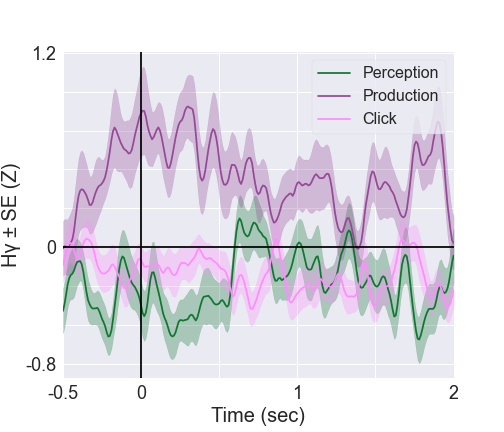 1.2
0
-0.8
Hγ ± SE (Z)
Perception
Production
Click
-0.5
0
1
2
Time (sec)